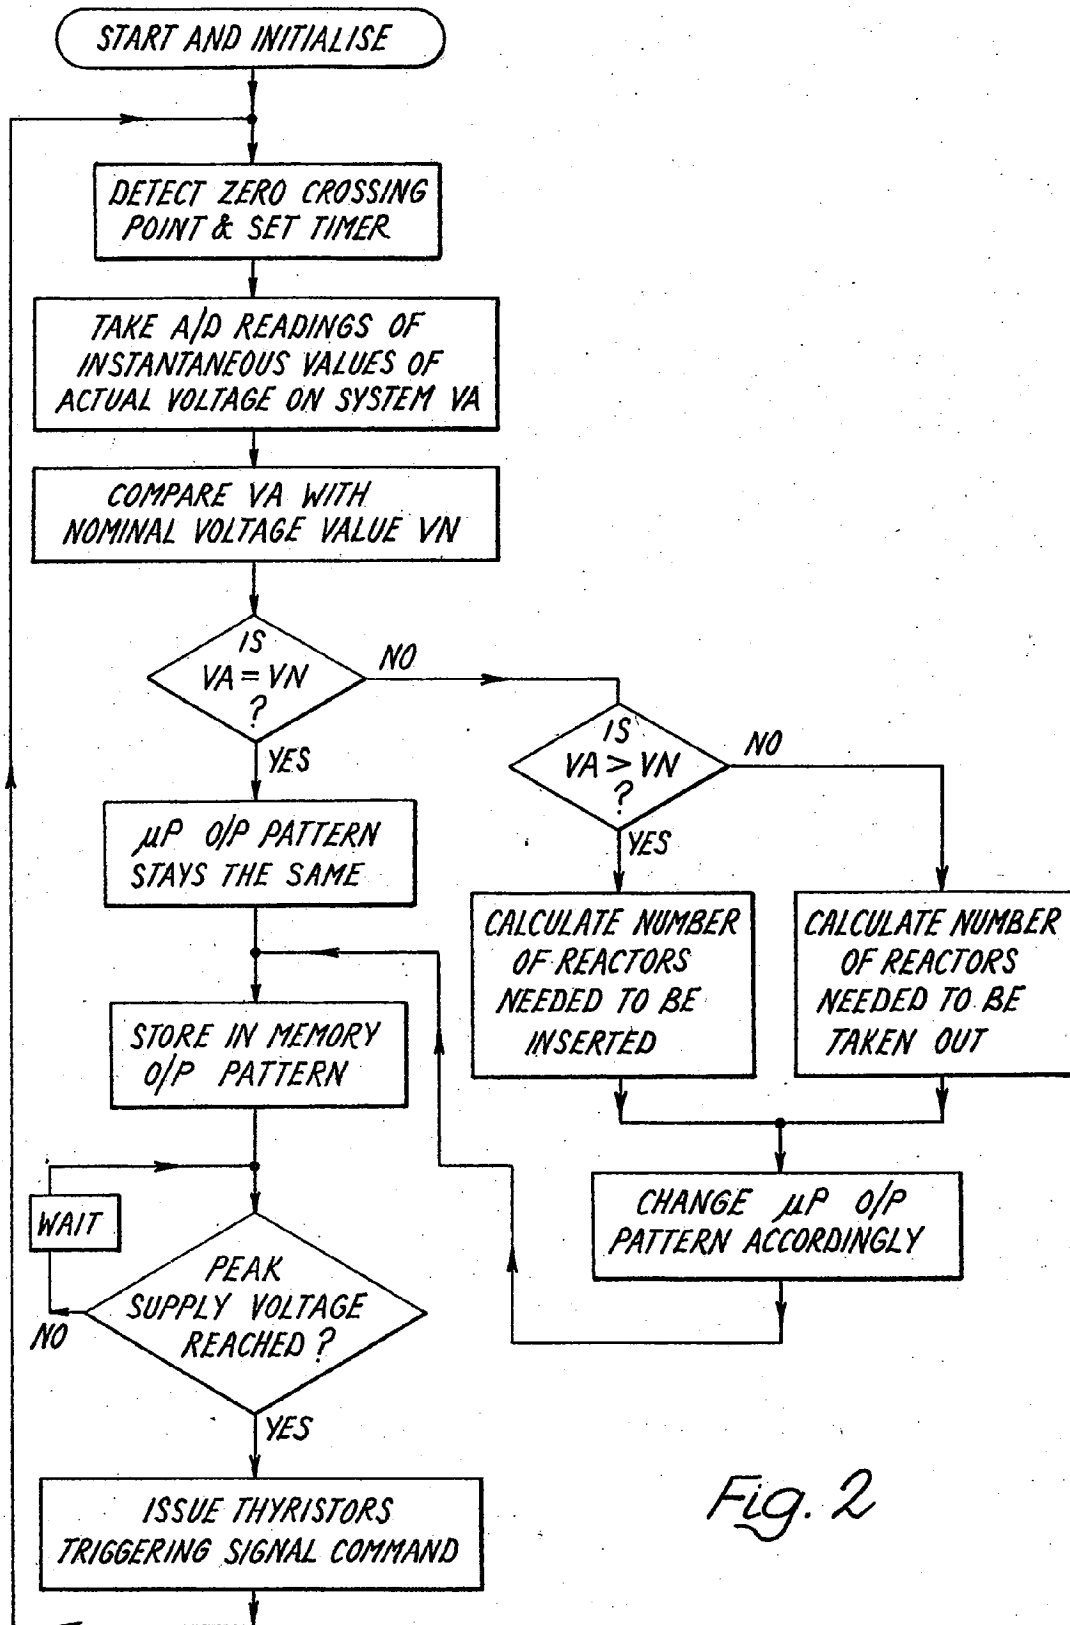 START AND INITIALISE
DETECT ZERO CROSSING
POINT & SET TIMER
TAKE A/D READINGS OF
INSTANTANEOUS VALUES OF
ACTUAL VOLTAGE ON SYSTEM VA
COMPARE VA WITH
NOMINAL VOLTAGE VALUE VN
IS
VA = VN
?
NO
YES
IS
VA > VN
?
NO
YES
μP O/P PATTERN
STAYS THE SAME
CALCULATE NUMBER
OF REACTORS
NEEDED TO BE
INSERTED
CALCULATE NUMBER
OF REACTORS
NEEDED TO BE
TAKEN OUT
STORE IN MEMORY
O/P PATTERN
CHANGE μP O/P
PATTERN ACCORDINGLY
WAIT
PEAK
SUPPLY VOLTAGE
REACHED ?
NO
YES
ISSUE THYRISTORS
TRIGGERING SIGNAL COMMAND
Fig. 2